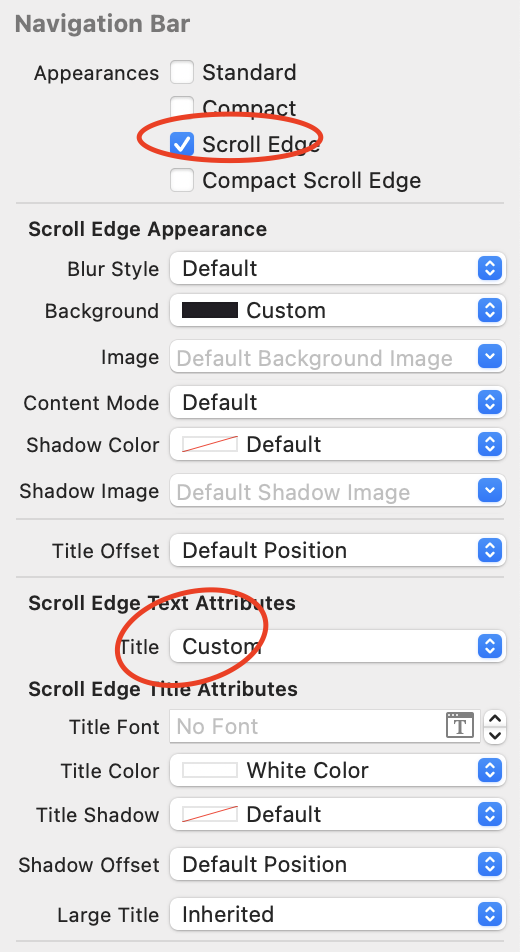 Navigation Bar
Appearances Standard
Compact
Scroll Edge
Compact Scroll Edge
Scroll Edge Appearance
Blur Style Default
Background Custom
Image Default Background Image
Content Mode Default
Shadow Color Default
Shadow Image Default Shadow Image
Title Offset Default Position
Scroll Edge Text Attributes
Title Custom
Scroll Edge Title Attributes
Title Font No Font T
Title Color White Color
Title Shadow Default
Shadow Offset Default Position
Large Title Inherited